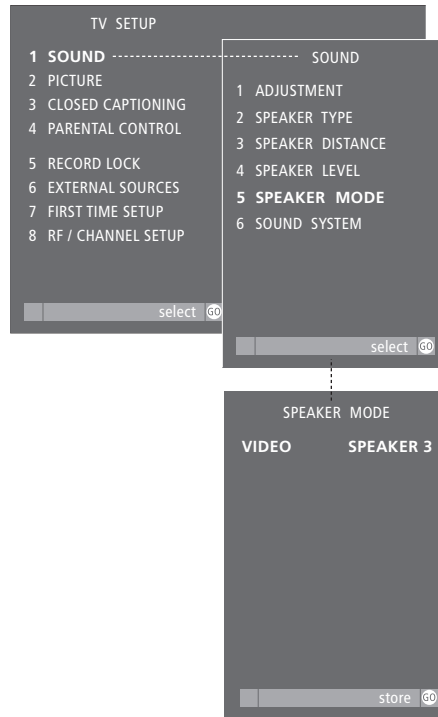 TV SETUP
1 SOUND
2 PICTURE
3 CLOSED CAPTIONING
4 PARENTAL CONTROL
5 RECORD LOCK
6 EXTERNAL SOURCES
7 FIRST TIME SETUP
8 RF / CHANNEL SETUP
select GO
SOUND
1 ADJUSTMENT
2 SPEAKER TYPE
3 SPEAKER DISTANCE
4 SPEAKER LEVEL
5 SPEAKER MODE
6 SOUND SYSTEM
select GO
SPEAKER MODE
VIDEO SPEAKER 3
store GO